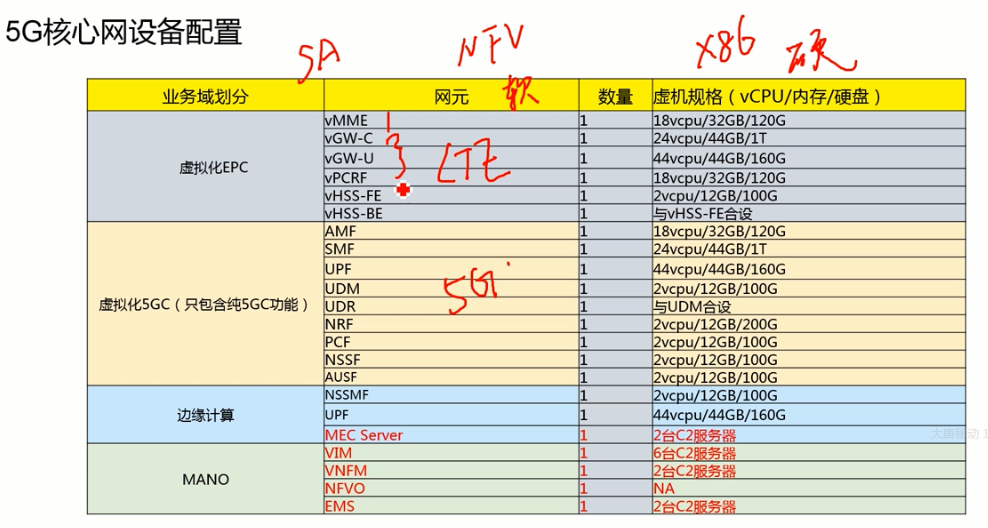 5G核心网设备配置
SA NFV X86 硬
业务域划分 网元 软 数量 虚机规格（vCPU/内存/硬盘）
vMME 1 18vcpu/32GB/120G
vGW-C 1 24vcpu/44GB/1T
vGW-U 1 44vcpu/44GB/160G
虚拟化EPC LTE
vPCRF 1 18vcpu/32GB/120G
vHSS-FE 1 2vcpu/12GB/100G
vHSS-BE 1 与vHSS-FE合设
AMF 1 18vcpu/32GB/120G
SMF 1 24vcpu/44GB/1T
UPF 1 44vcpu/44GB/160G
UDM 1 2vcpu/12GB/100G
5G
虚拟化5GC（只包含纯5GC功能） UDR 1 与UDM合设
NRF 1 2vcpu/12GB/200G
PCF 1 2vcpu/12GB/100G
NSSF 1 2vcpu/12GB/100G
AUSF 1 2vcpu/12GB/100G
NSSMF 1 2vcpu/12GB/100G
边缘计算 UPF 1 44vcpu/44GB/160G
MEC Server 1 2台C2服务器
VIM 1 6台C2服务器
VNFM 1 2台C2服务器
MANO
NFVO 1 NA
EMS 1 2台C2服务器